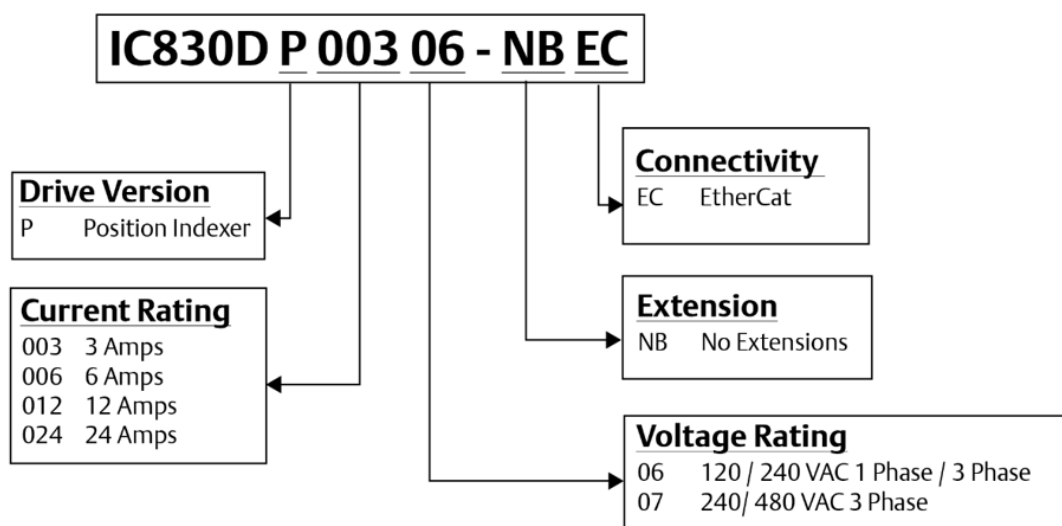 IC830D P 003 06 - NB EC
Drive Version
P Position Indexer
Current Rating
003 3 Amps
006 6 Amps
012 12 Amps
024 24 Amps
Connectivity
EC EtherCat
Extension
NB No Extensions
Voltage Rating
06 120 / 240 VAC 1 Phase / 3 Phase
07 240/ 480 VAC 3 Phase